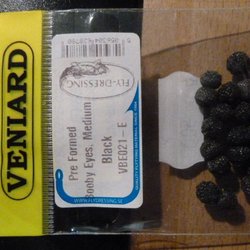 VENIARD
FLY-DRESSING
Pre Formed
Booby Eyes, Medium
Black
VBE021-E
WWW.FLYDRESSING.SE